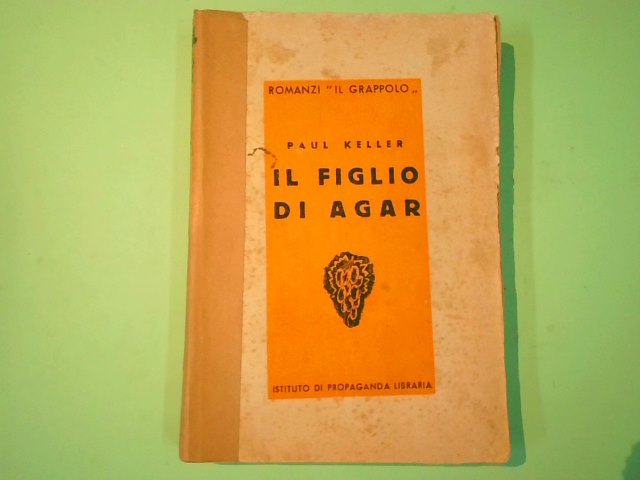 ROMANZI "IL GRAPPOLO„
PAUL KELLER
IL FIGLIO
DI AGAR
ISTITUTO DI PROPAGANDA LIBRARIA